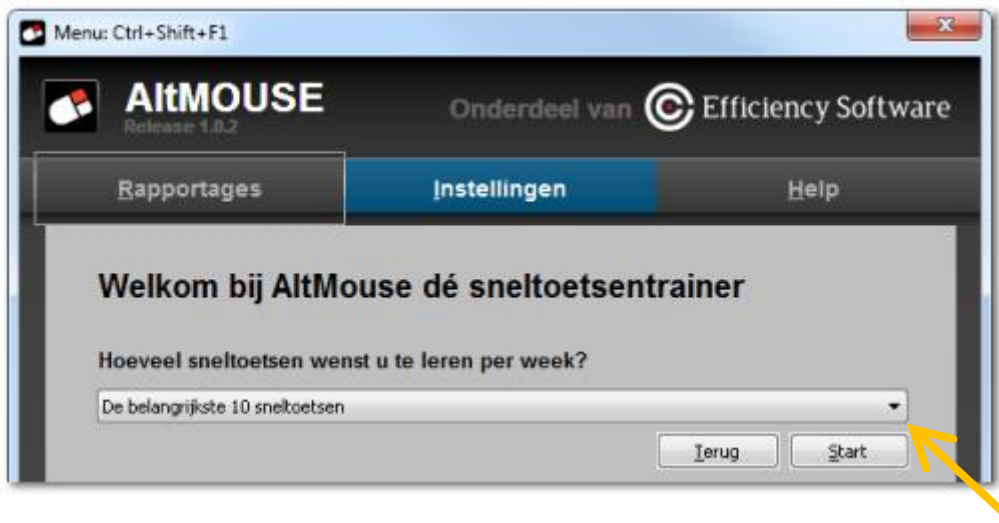 Menu: Ctrl+Shift+F1
AltMOUSE
Release 1.0.2
Onderdeel van Efficiency Software
Rapportages
Instellingen
Help
Welkom bij AltMouse dé sneltoetsentrainer
Hoeveel sneltoetsen wenst u te leren per week?
De belangrijkste 10 sneltoetsen
Terug
Start